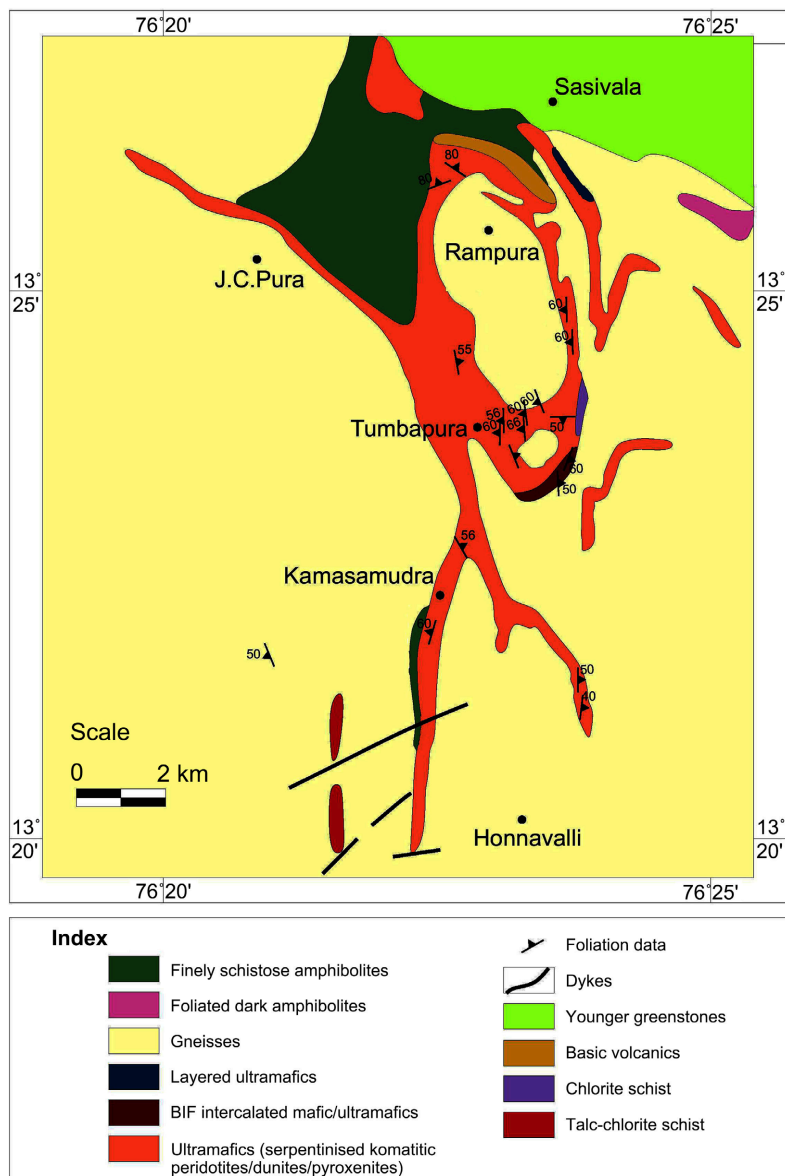 76°20'
76°25'
Sasivala
80
80
Rampura
J.C.Pura
13°
25'
13°
25'
60
60
55
60
56
60
60
66
Tumbapura
50
50
50
56
Kamasamudra
60
50
50
40
Scale
0 2 km
13°
20'
Honnavalli
13°
20'
76°20'
76°25'
Index
Finely schistose amphibolites
Foliated dark amphibolites
Gneisses
Layered ultramafics
BIF intercalated mafic/ultramafics
Ultramafics (serpentinised komatitic
peridotites/dunites/pyroxenites)
Foliation data
Dykes
Younger greenstones
Basic volcanics
Chlorite schist
Talc-chlorite schist